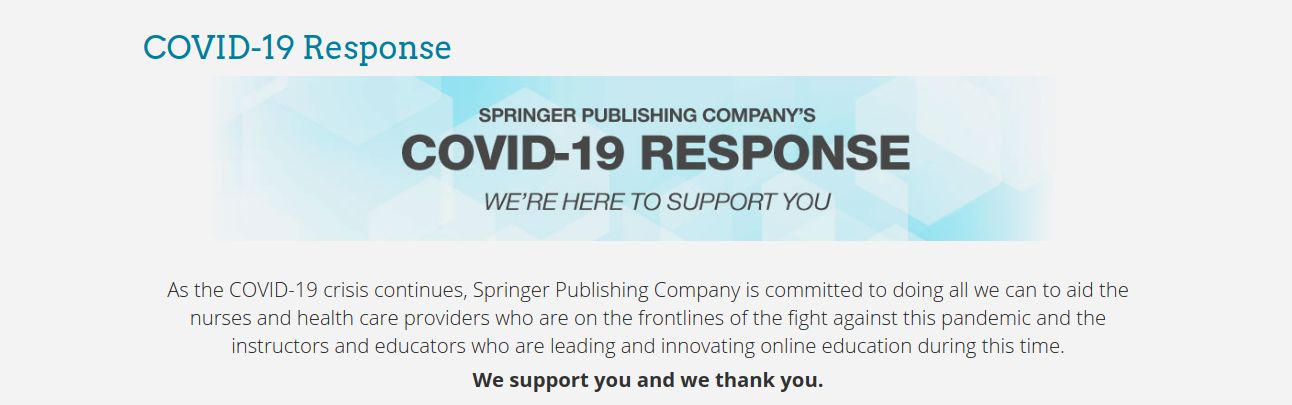 COVID-19 Response
SPRINGER PUBLISHING COMPANY'S
COVID-19 RESPONSE
WE'RE HERE TO SUPPORT YOU
As the COVID-19 crisis continues, Springer Publishing Company is committed to doing all we can to aid the
nurses and health care providers who are on the frontlines of the fight against this pandemic and the
instructors and educators who are leading and innovating online education during this time.
We support you and we thank you.